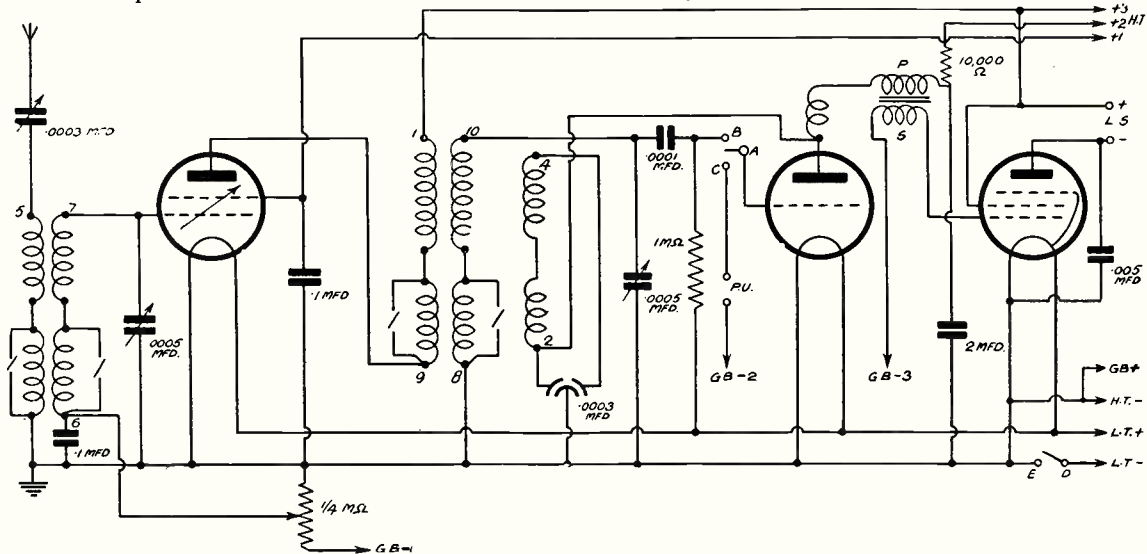 +3
+2 H.T
+1
10,000
Ω
P
S
+
L S
-
.0003 MFD
1
10
.0001
MFD.
B
A
C
4
5
7
1MΩ
.0005
MFD.
P.U.
.1 MFD
.0005
MFD.
2
9
8
.0003
MFD
GB-2
GB-3
2 MFD.
.005
MFD
GB+
H.T.-
L.T.+
L.T-
E
D
6
.1 MFD
1/4 MΩ
GB-1